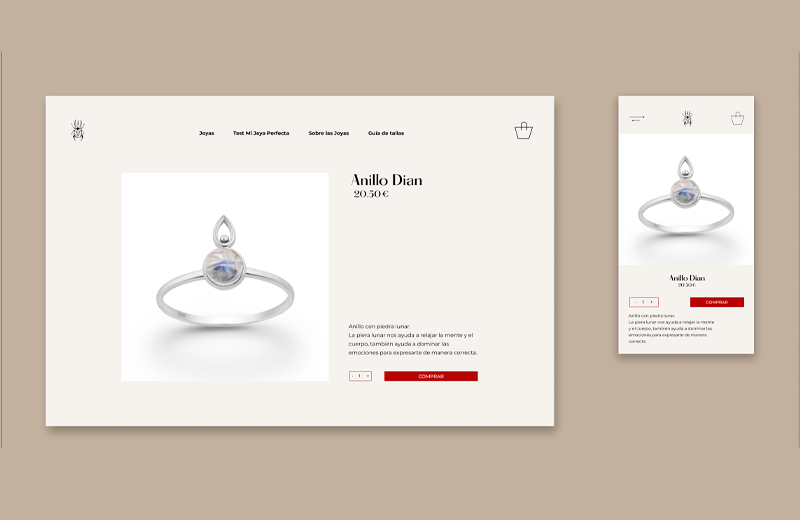 Joyas
Test Mi Joya Perfecta
Sobre las Joyas
Guía de tallas
Anillo Dian
20.50 €
Anillo con piedra lunar.
La piera lunar nos ayuda a relajar la mente y el
cuerpo, también ayuda a dominar las
emociones para expresarte de manera correcta.
- 1 +
COMPRAR
Anillo Dian
20.50 €
- 1 +
COMPRAR
Anillo con piedra lunar.
La piera lunar nos ayuda a relajar la mente
y el cuerpo, también ayuda a dominar las
emociones para expresarte de manera
correcta.